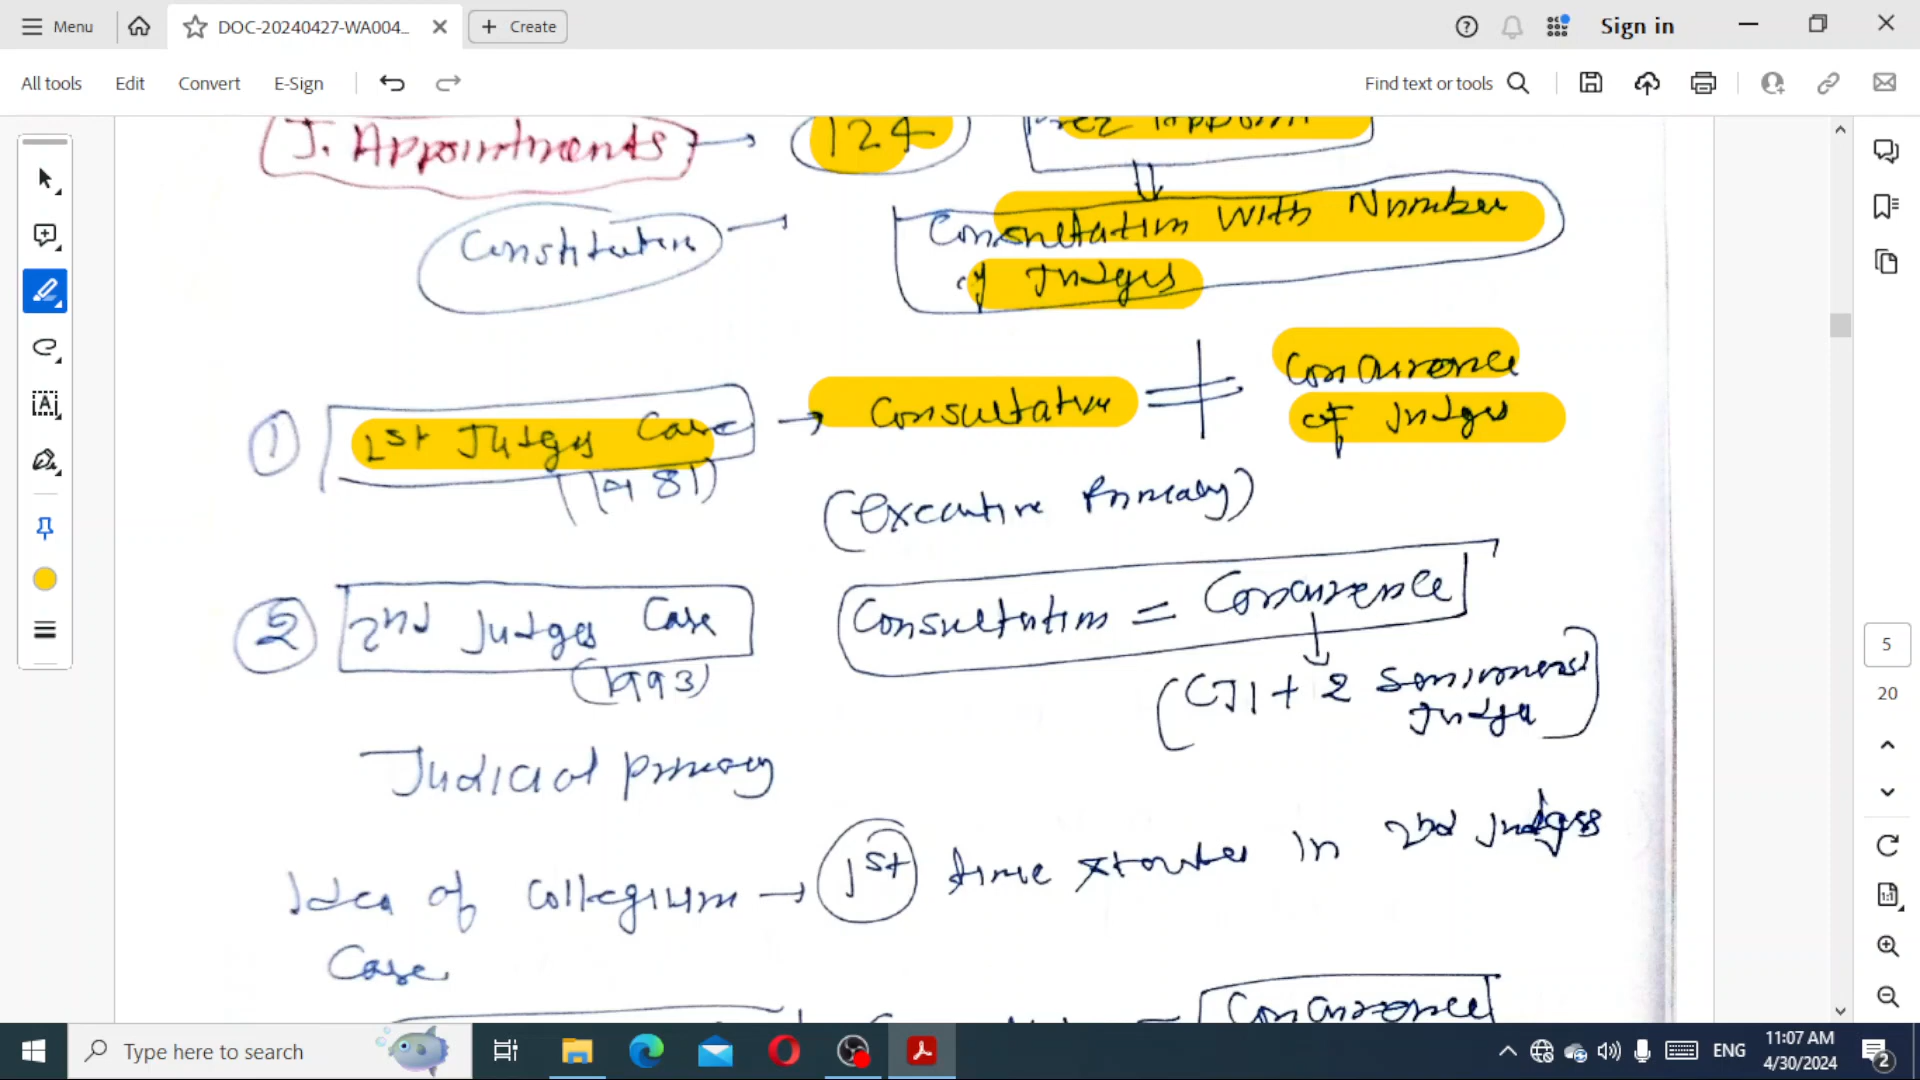 Menu
DOC-20240427-WA004...
Create
Sign in
All tools
Edit
Convert
E-Sign
Find text or tools
J. Appointments → 124
Constitution → Consultation with Number
of Judges
① 1st Judges Case → Consultation ≠ Concurrence
of Judges
(1981)
(Executive Primacy)
② 2nd Judges Case
(1993)
Consultation = Concurrence
(CJI + 2 Seniormost
Judge)
Judicial primacy
Idea of Collegium → 1st time in 2nd Judges
Case
Concurrence
5
20
Type here to search
ENG
11:07 AM
4/30/2024
2